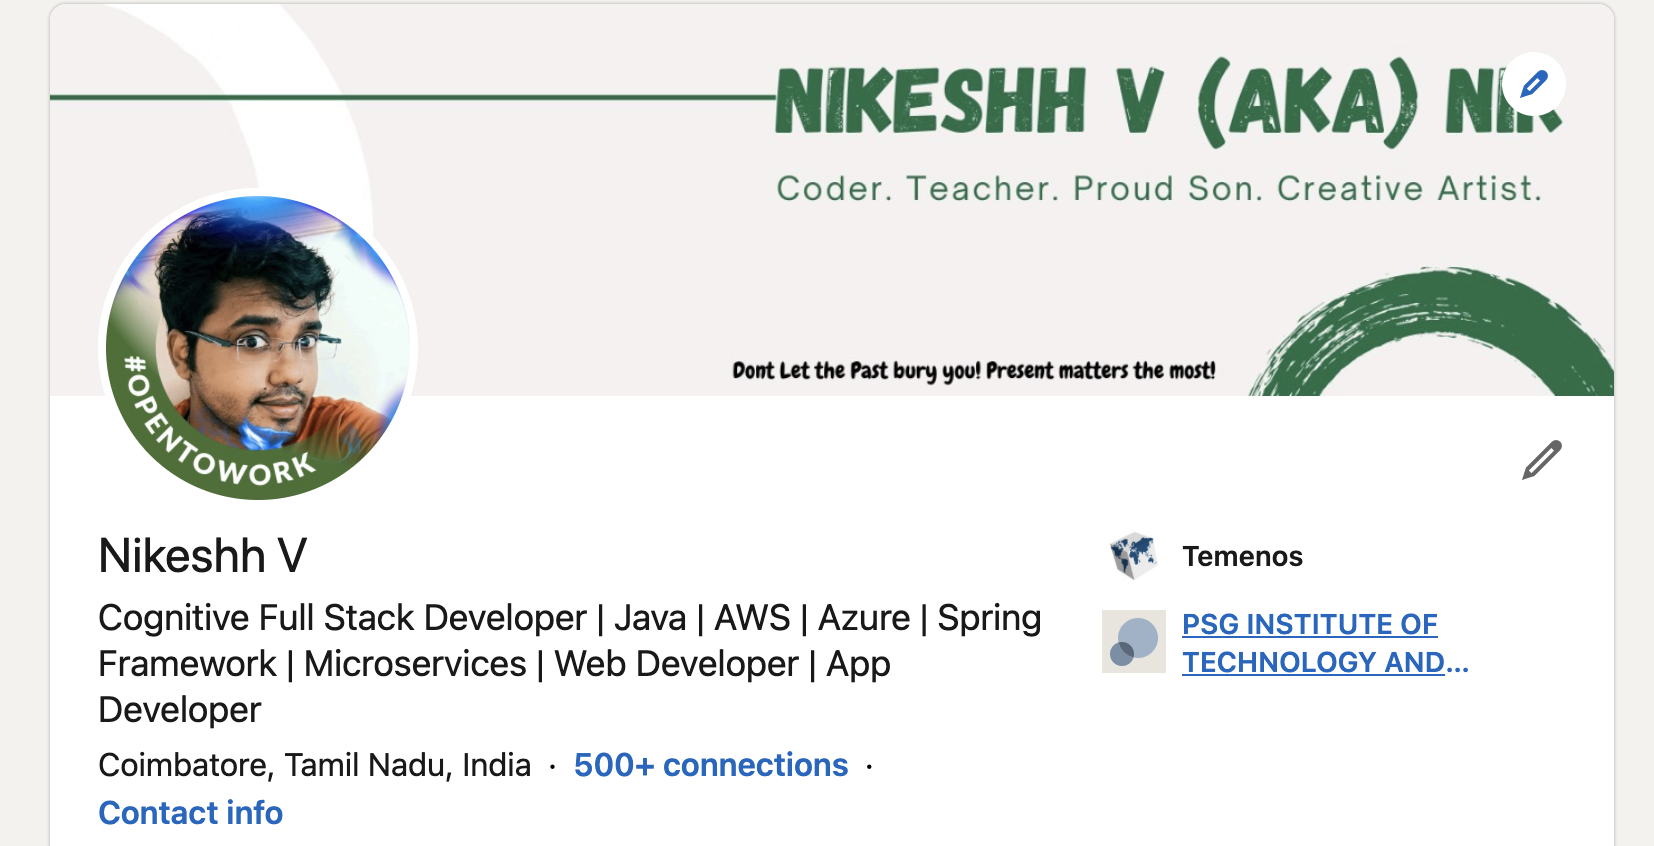 NIKESHH V (AKA) NIK
Coder. Teacher. Proud Son. Creative Artist.
Dont Let the Past bury you! Present matters the most!
#OPENTOWORK
Nikeshh V
Cognitive Full Stack Developer | Java | AWS | Azure | Spring
Framework | Microservices | Web Developer | App
Developer
Coimbatore, Tamil Nadu, India · 500+ connections ·
Contact info
Temenos
PSG INSTITUTE OF
TECHNOLOGY AND...